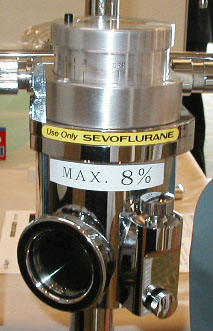 Use Only SEVOFLURANE
MAX. 8%